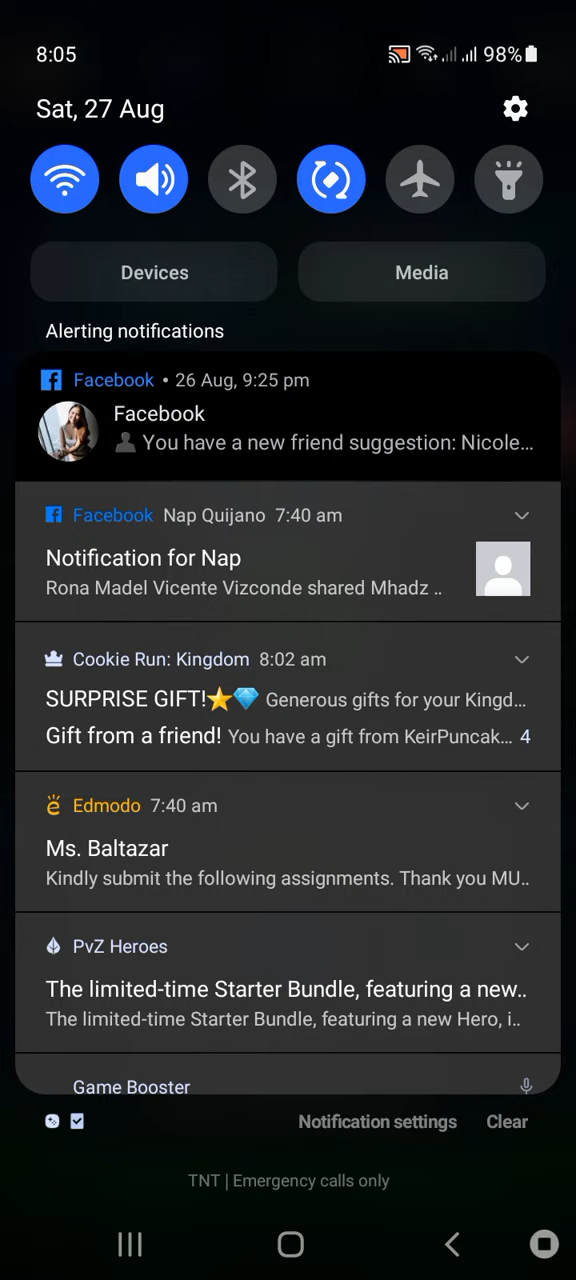 8:05
98%
Sat, 27 Aug
Devices
Media
Alerting notifications
Facebook • 26 Aug, 9:25 pm
Facebook
You have a new friend suggestion: Nicole...
Facebook Nap Quijano 7:40 am
Notification for Nap
Rona Madel Vicente Vizconde shared Mhadz ..
Cookie Run: Kingdom 8:02 am
SURPRISE GIFT!⭐💎 Generous gifts for your Kingd...
Gift from a friend! You have a gift from KeirPuncak... 4
Edmodo 7:40 am
Ms. Baltazar
Kindly submit the following assignments. Thank you MU..
PvZ Heroes
The limited-time Starter Bundle, featuring a new..
The limited-time Starter Bundle, featuring a new Hero, i..
Game Booster
Notification settings
Clear
TNT | Emergency calls only